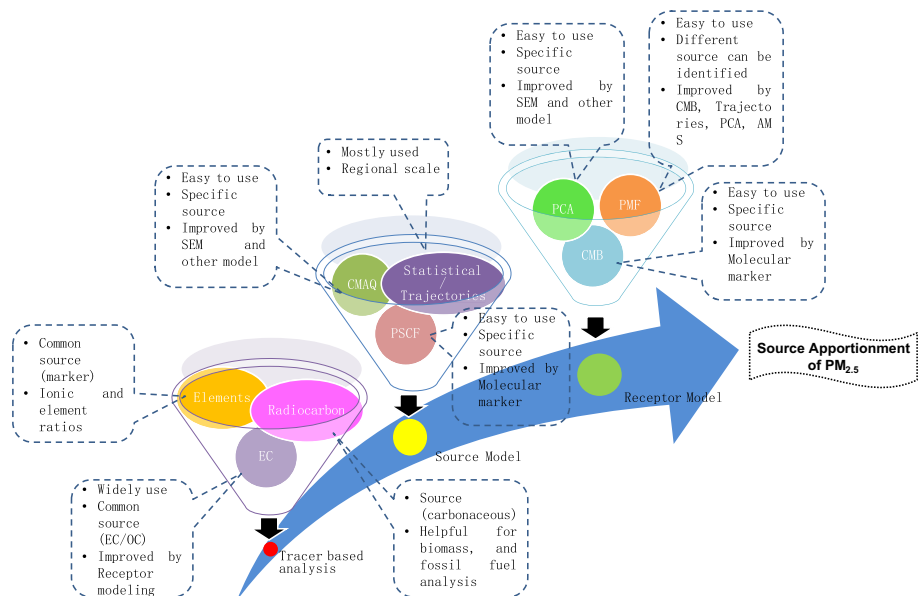 • Easy to use
• Specific
source
• Improved by
SEM and other
model
• Easy to use
• Different
source can be
identified
• Improved by
CMB, Trajecto
ries, PCA, AM
S
• Mostly used
• Regional scale
• Easy to use
• Specific
source
• Improved by
SEM and
other model
PCA
PMF
CMB
• Easy to use
• Specific
source
• Improved by
Molecular
marker
CMAQ
Statistical
/
Trajectories
PSCF
• Easy to use
• Specific
source
• Improved by
Molecular
marker
• Common
source
(marker)
• Ionic and
element
ratios
Elements
Radiocarbon
EC
Source Apportionment
of PM2.5
Receptor Model
Source Model
• Widely use
• Common
source
(EC/OC)
• Improved by
Receptor
modeling
• Source
(carbonaceous)
• Helpful for
biomass, and
fossil fuel
analysis
Tracer based
analysis